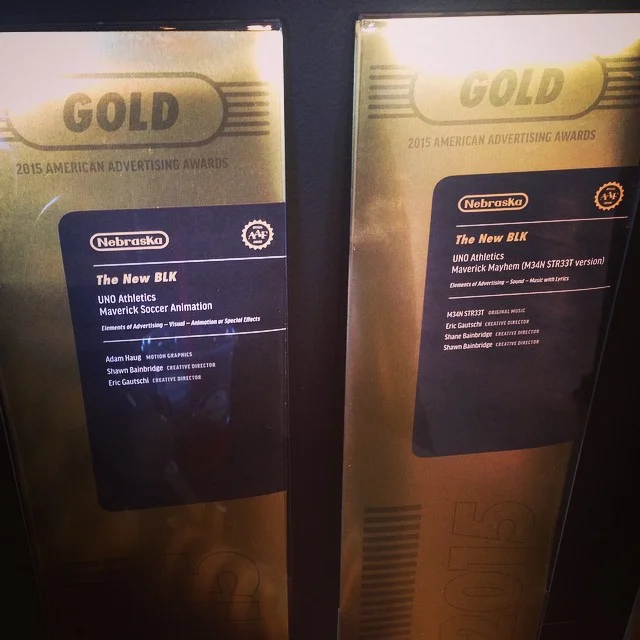 GOLD
2015 AMERICAN ADVERTISING AWARDS
Nebraska
AAF
The New BLK
UNO Athletics
Maverick Soccer Animation
Elements of Advertising – Visual – Animation or Special Effects
Adam Haug MOTION GRAPHICS
Shawn Bainbridge CREATIVE DIRECTOR
Eric Gautschi CREATIVE DIRECTOR
GOLD
2015 AMERICAN ADVERTISING AWARDS
Nebraska
AAF
The New BLK
UNO Athletics
Maverick Mayhem (M34N STR33T version)
Elements of Advertising – Sound – Music with Lyrics
M34N STR33T ORIGINAL MUSIC
Eric Gautschi CREATIVE DIRECTOR
Shane Bainbridge CREATIVE DIRECTOR
Shawn Bainbridge CREATIVE DIRECTOR
2015